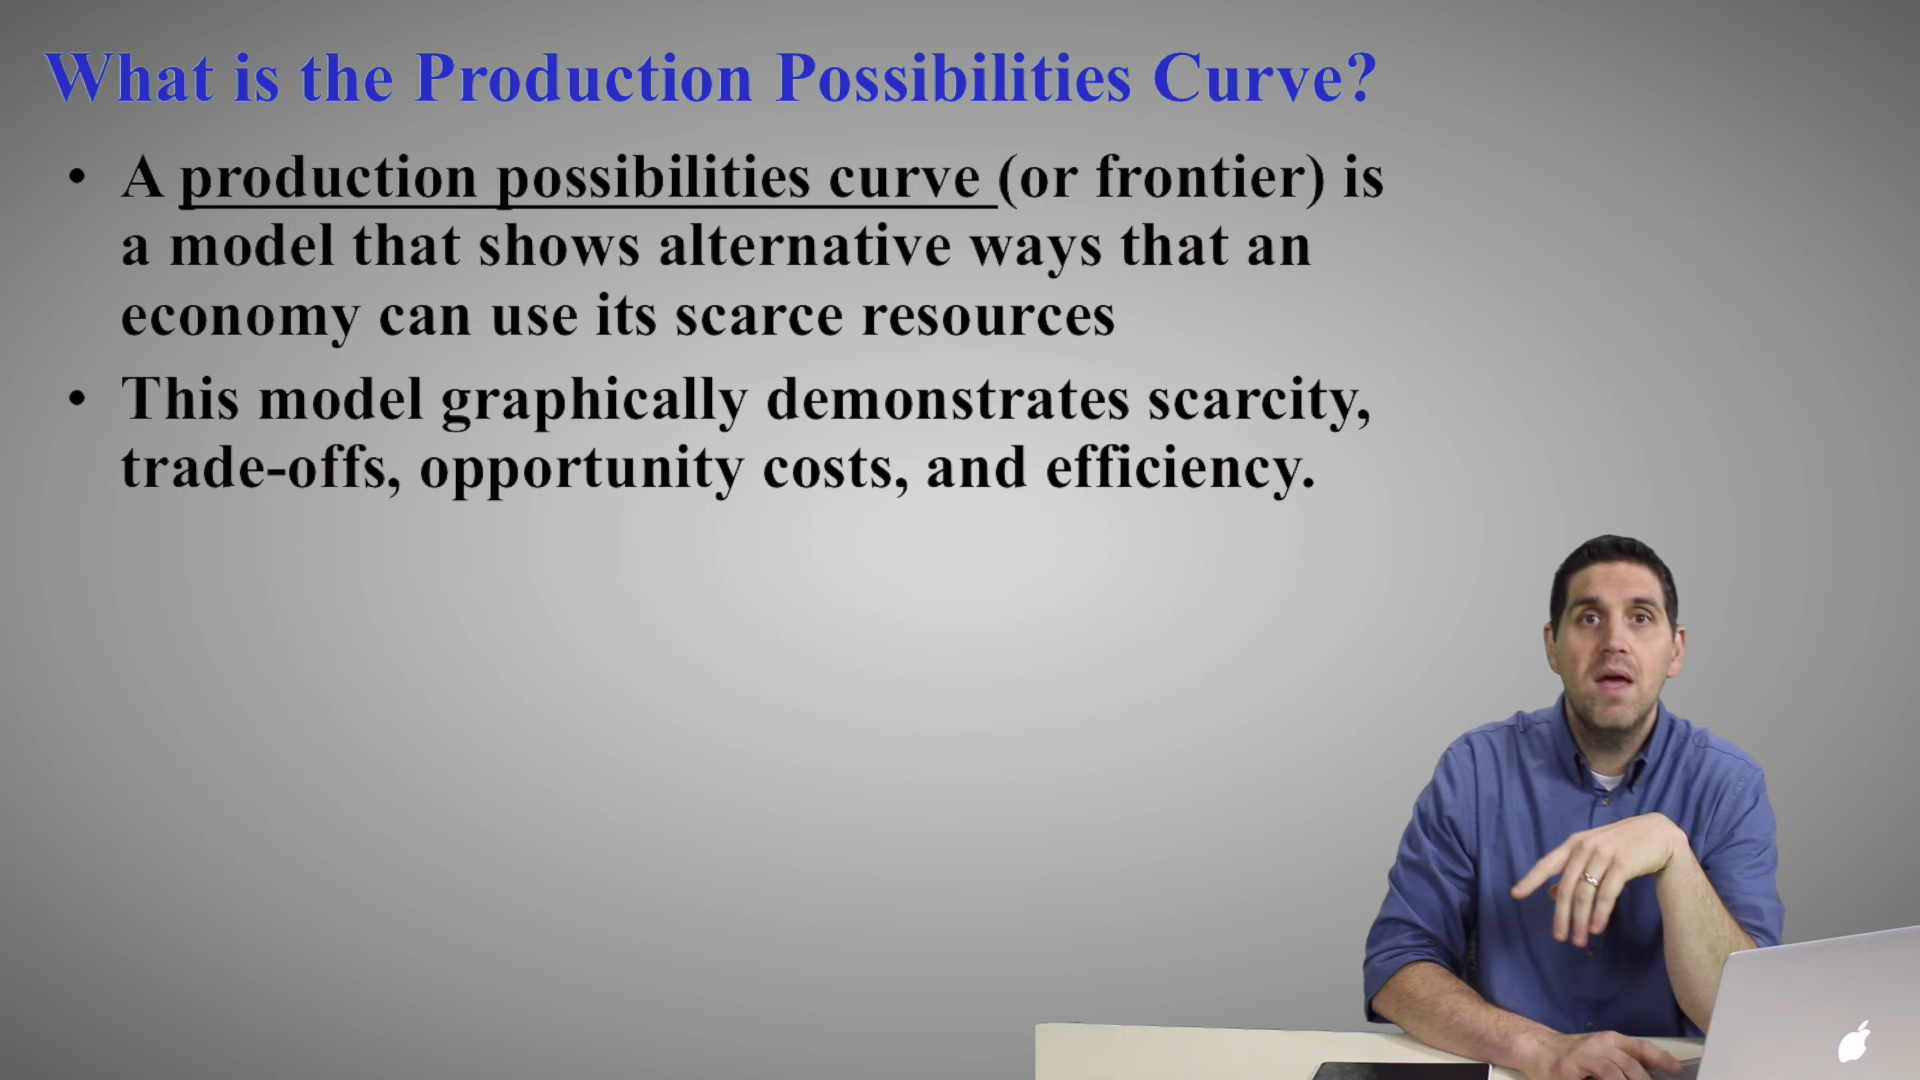 What is the Production Possibilities Curve?
• A production possibilities curve (or frontier) is
a model that shows alternative ways that an
economy can use its scarce resources
• This model graphically demonstrates scarcity,
trade-offs, opportunity costs, and efficiency.